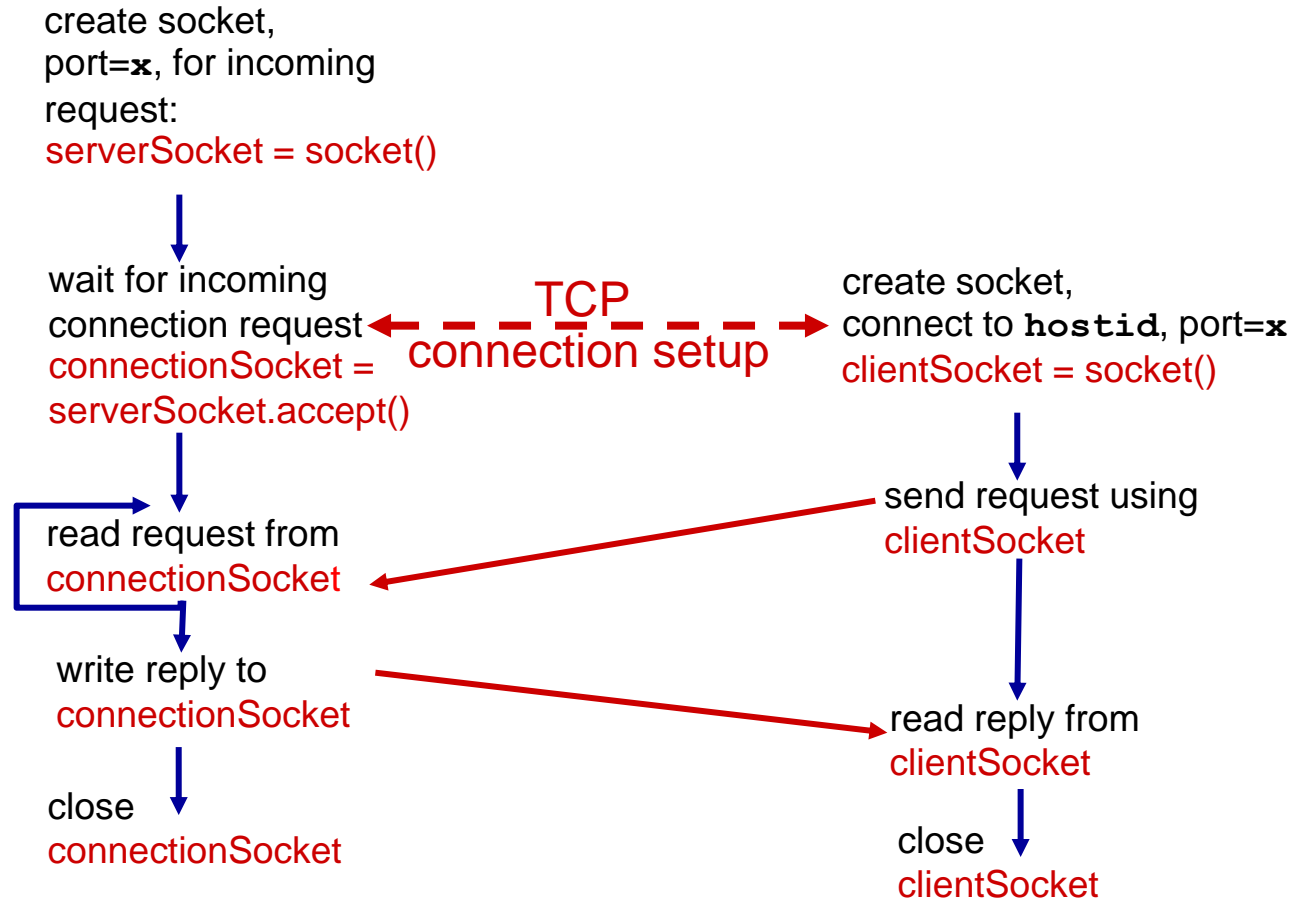 create socket,
port=x, for incoming
request:
serverSocket = socket()
wait for incoming
connection request
connectionSocket =
serverSocket.accept()
TCP
connection setup
create socket,
connect to hostid, port=x
clientSocket = socket()
read request from
connectionSocket
send request using
clientSocket
write reply to
connectionSocket
read reply from
clientSocket
close
connectionSocket
close
clientSocket